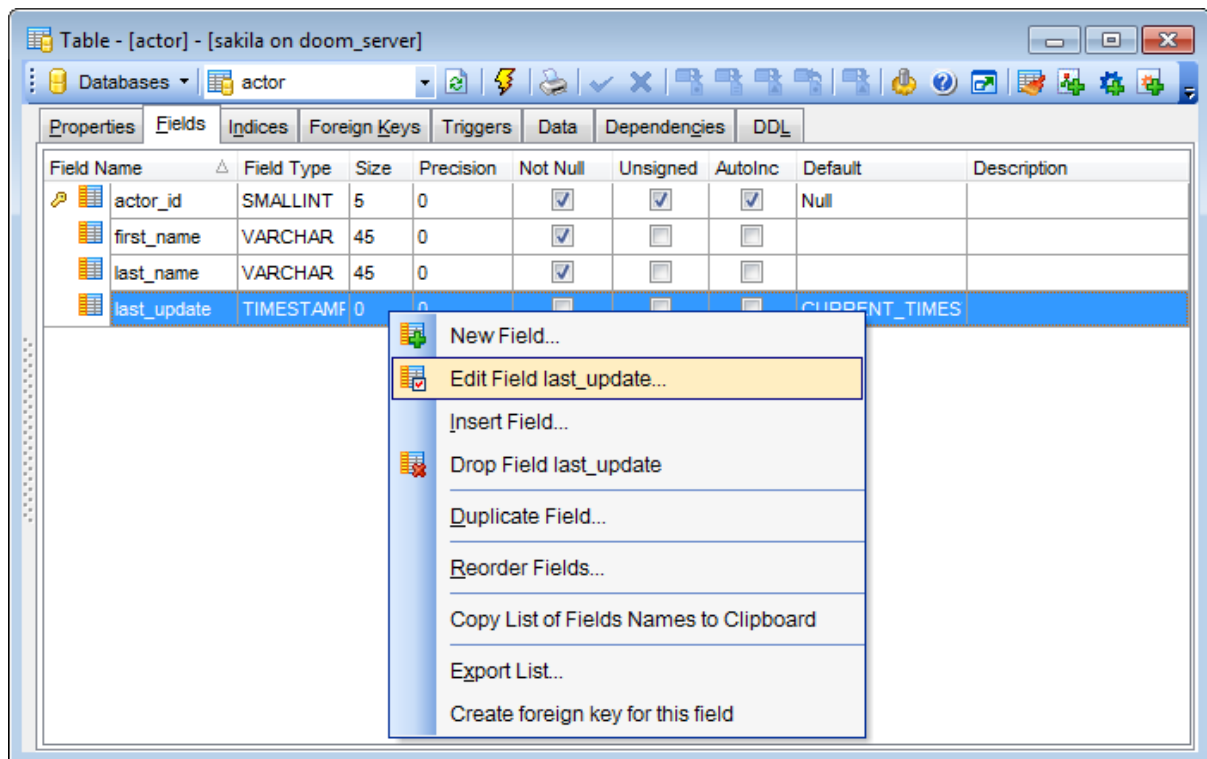 Table - [actor] - [sakila on doom_server]
Databases actor
Properties Fields Indices Foreign Keys Triggers Data Dependencies DDL
Field Name Field Type Size Precision Not Null Unsigned AutoInc Default Description
actor_id SMALLINT 5 0 Null
first_name VARCHAR 45 0
last_name VARCHAR 45 0
last_update TIMESTAMP 0 0 CURRENT_TIMES
New Field...
Edit Field last_update...
Insert Field...
Drop Field last_update
Duplicate Field...
Reorder Fields...
Copy List of Fields Names to Clipboard
Export List...
Create foreign key for this field